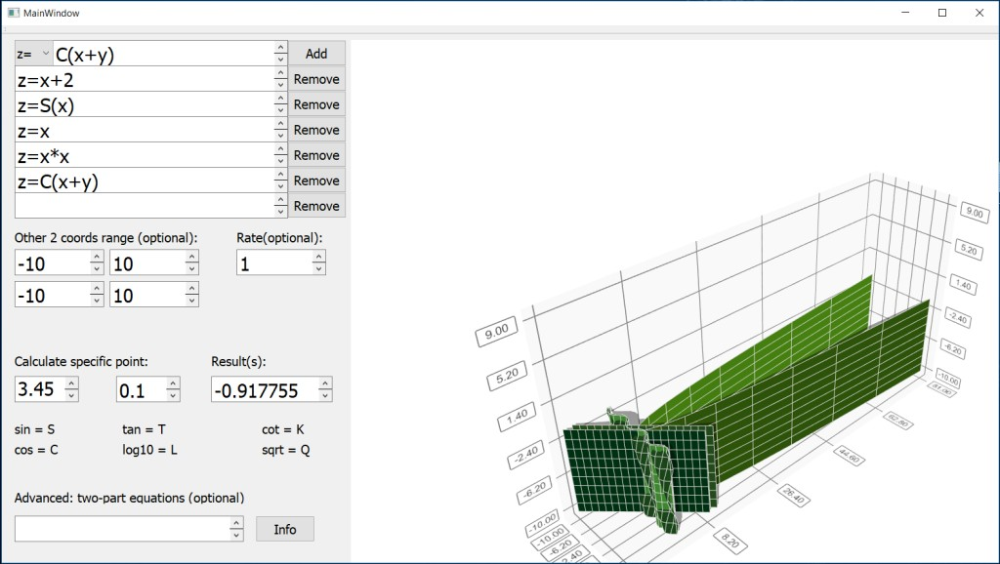 MainWindow
z= C(x+y) Add
z=x+2 Remove
z=S(x) Remove
z=x Remove
z=x*x Remove
z=C(x+y) Remove
Remove
Other 2 coords range (optional): Rate(optional):
-10 10 1
-10 10
Calculate specific point: Result(s):
3.45 0.1 -0.917755
sin = S tan = T cot = K
cos = C log10 = L sqrt = Q
Advanced: two-part equations (optional)
Info
9.00
5.20
1.40
-2.40
-6.20
-10.00
9.00
5.20
1.40
-2.40
-6.20
-10.00
81.00
62.60
44.60
26.40
8.20
-10.00
-6.20
-2.40